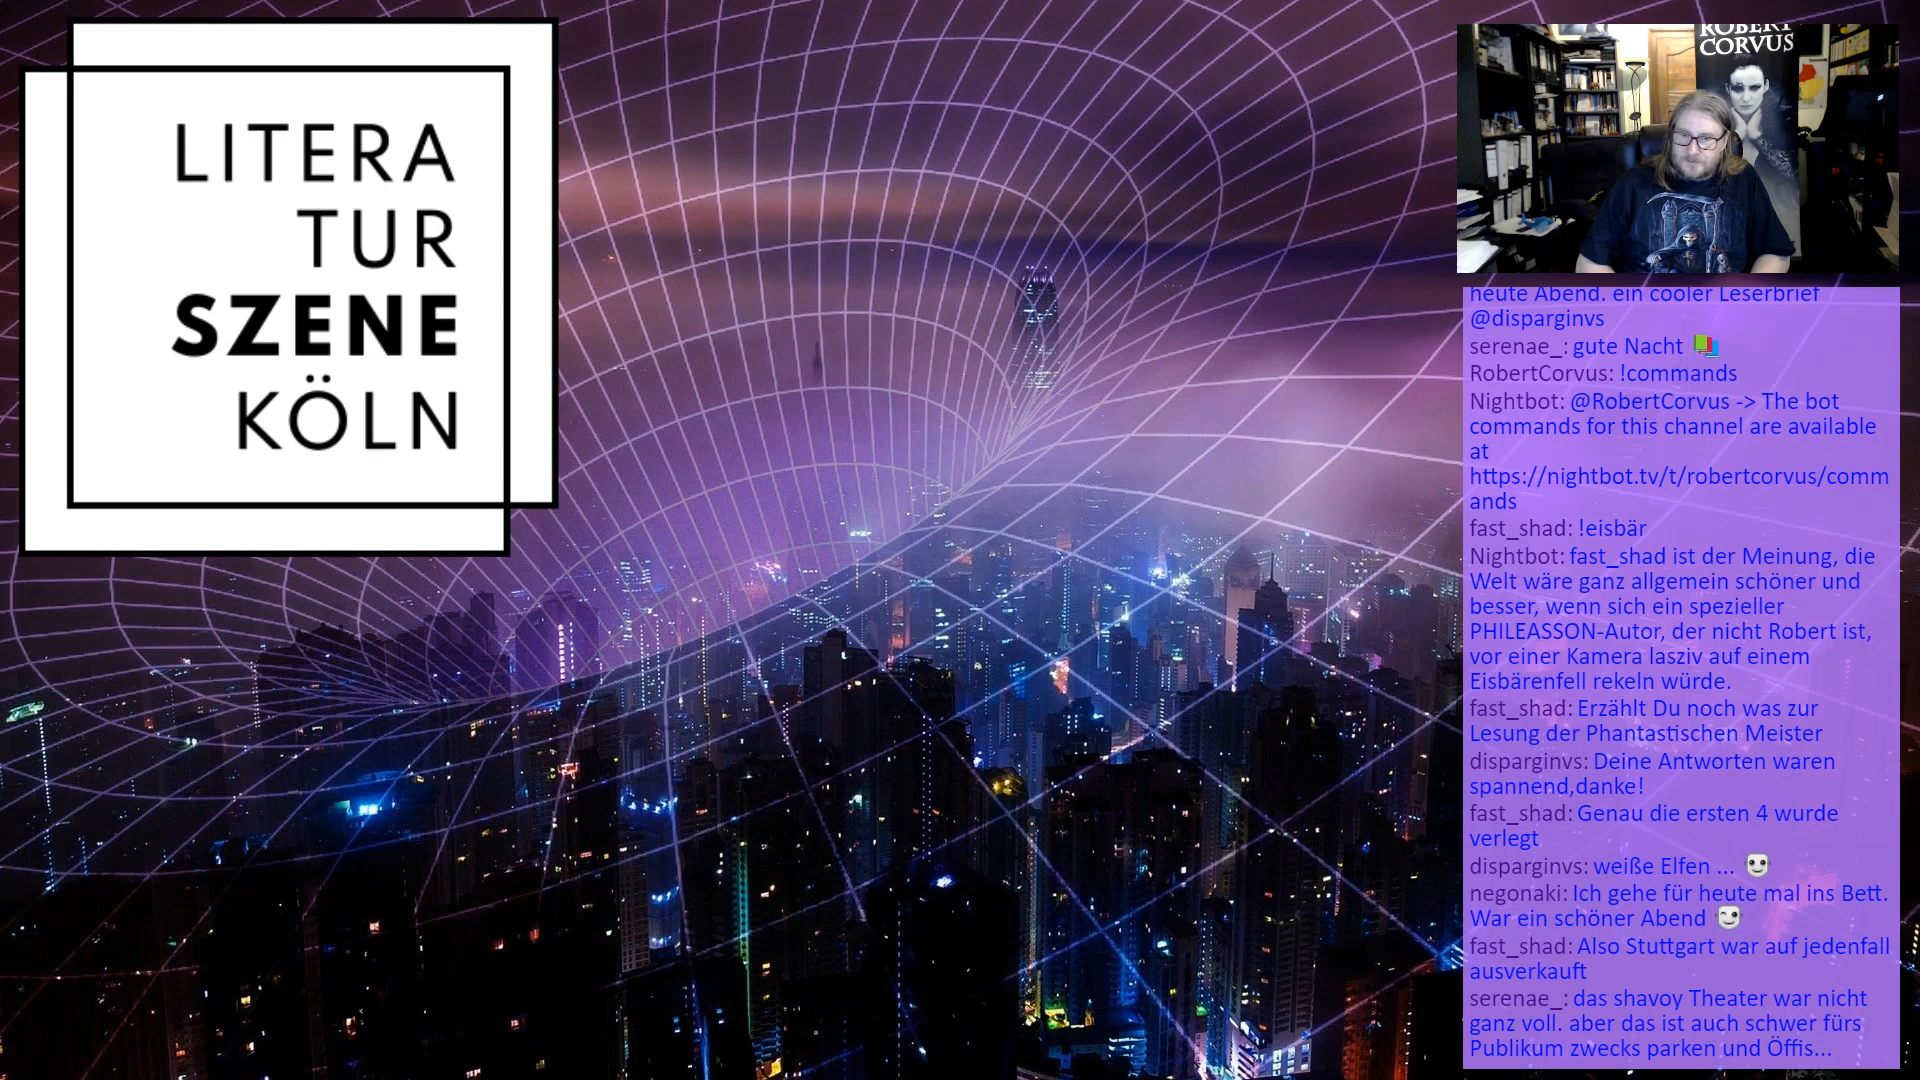 LITERA
TUR
SZENE
KÖLN
ROBERT
CORVUS
heute Abend. ein cooler Leserbrief
@disparginvs
serenae_: gute Nacht
RobertCorvus: !commands
Nightbot: @RobertCorvus -> The bot
commands for this channel are available
at
https://nightbot.tv/t/robertcorvus/comm
ands
fast_shad: !eisbär
Nightbot: fast_shad ist der Meinung, die
Welt wäre ganz allgemein schöner und
besser, wenn sich ein spezieller
PHILEASSON-Autor, der nicht Robert ist,
vor einer Kamera lasziv auf einem
Eisbärenfell rekeln würde.
fast_shad: Erzählt Du noch was zur
Lesung der Phantastischen Meister
disparginvs: Deine Antworten waren
spannend,danke!
fast_shad: Genau die ersten 4 wurde
verlegt
disparginvs: weiße Elfen ...
negonaki: Ich gehe für heute mal ins Bett.
War ein schöner Abend
fast_shad: Also Stuttgart war auf jedenfall
ausverkauft
serenae_: das shavoy Theater war nicht
ganz voll. aber das ist auch schwer fürs
Publikum zwecks parken und Öffis...